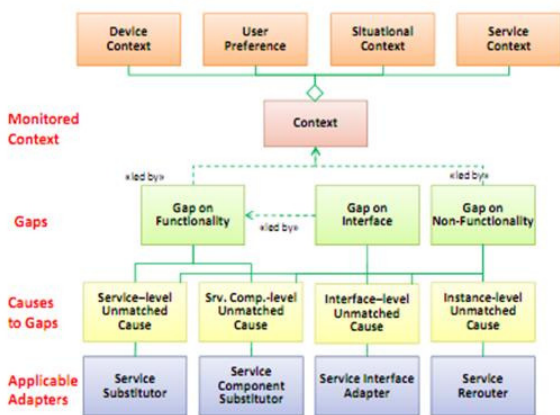 Device
Context
User
Preference
Situational
Context
Service
Context
Monitored
Context
Context
«led by»
«led by»
Gaps
Gap on
Functionality
«led by»
Gap on
Interface
Gap on
Non-Functionality
Causes
to Gaps
Service-level
Unmatched
Cause
Srv. Comp.-level
Unmatched
Cause
Interface-level
Unmatched
Cause
Instance-level
Unmatched
Cause
Applicable
Adapters
Service
Substitutor
Service
Component
Substitutor
Service Interface
Adapter
Service
Rerouter